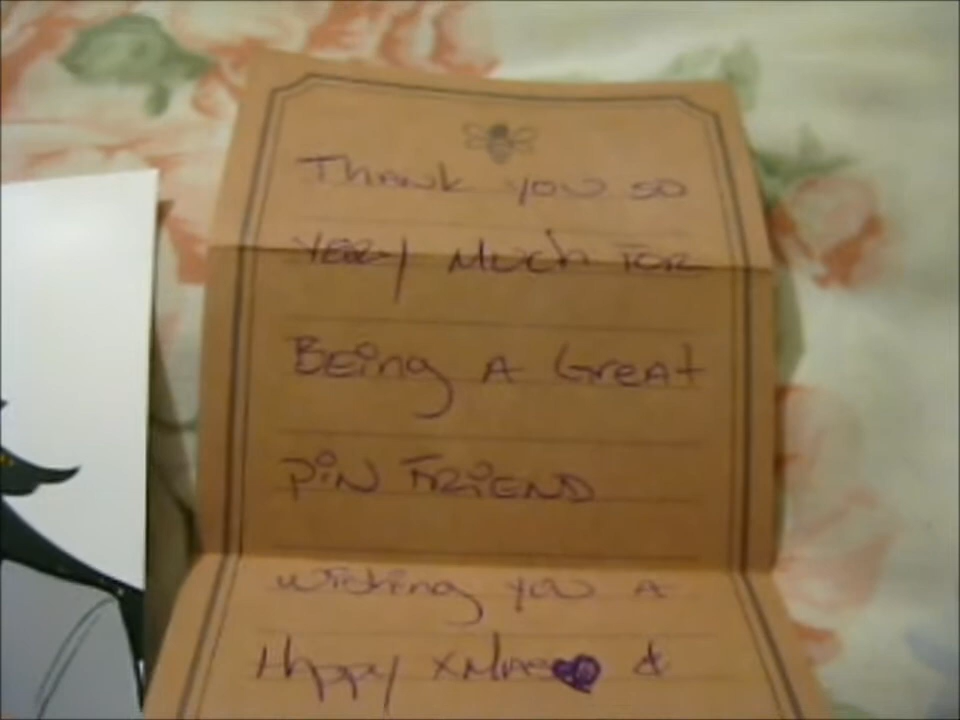 Thank you so
very much for
Being A Great
pin FRiEND
wishing you A
Happy xmas &